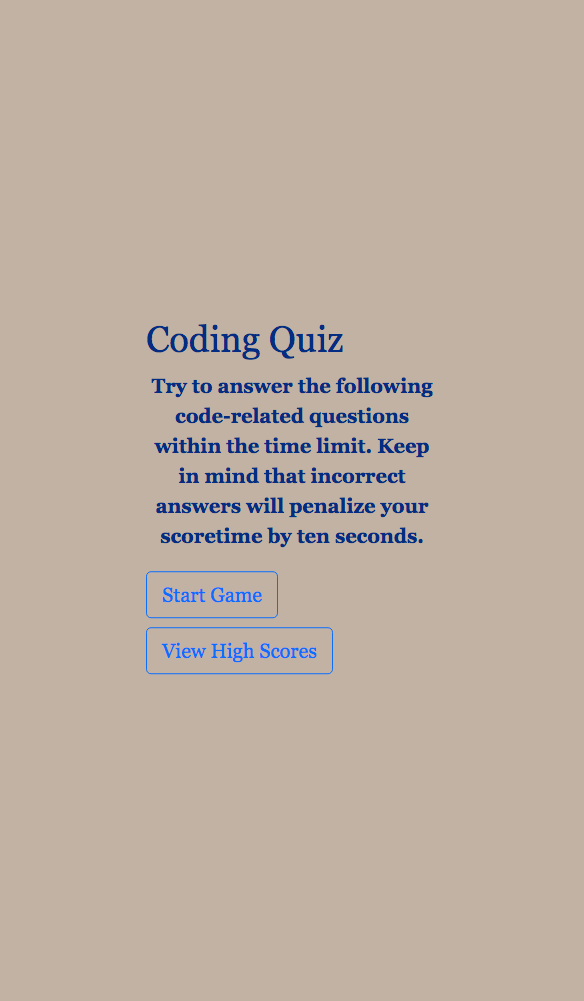 Coding Quiz
Try to answer the following
code-related questions
within the time limit. Keep
in mind that incorrect
answers will penalize your
scoretime by ten seconds.
Start Game
View High Scores